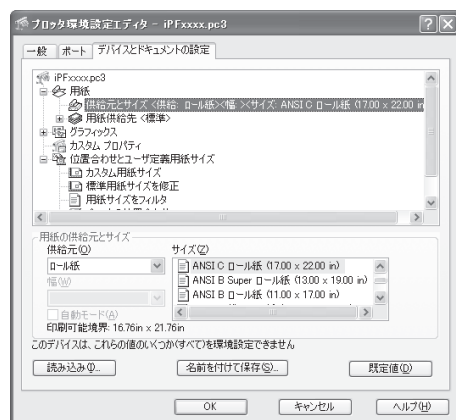 プロッタ環境設定エディタ - iPFxxxx.pc3
一般
ポート
デバイスとドキュメントの設定
iPFxxxx.pc3
用紙
供給元とサイズ <供給: ロール紙><幅 ><サイズ: ANSI C ロール紙 (17.00 x 22.00 in
用紙供給先 <標準>
グラフィックス
カスタム プロパティ
位置合わせとユーザ定義用紙サイズ
カスタム用紙サイズ
標準用紙サイズを修正
用紙サイズをフィルタ
用紙の供給元とサイズ
供給元(O)
サイズ(Z)
ロール紙
幅(W)
自動モード(A)
ANSI C ロール紙 (17.00 x 22.00 in)
ANSI B Super ロール紙 (13.00 x 19.00 in)
ANSI B ロール紙 (11.00 x 17.00 in)
印刷可能境界: 16.76in x 21.76in
このデバイスは、これらの値のいくつか(すべて)を環境設定できません
読み込み(I)...
名前を付けて保存(S)...
既定値(D)
OK
キャンセル
ヘルプ(H)